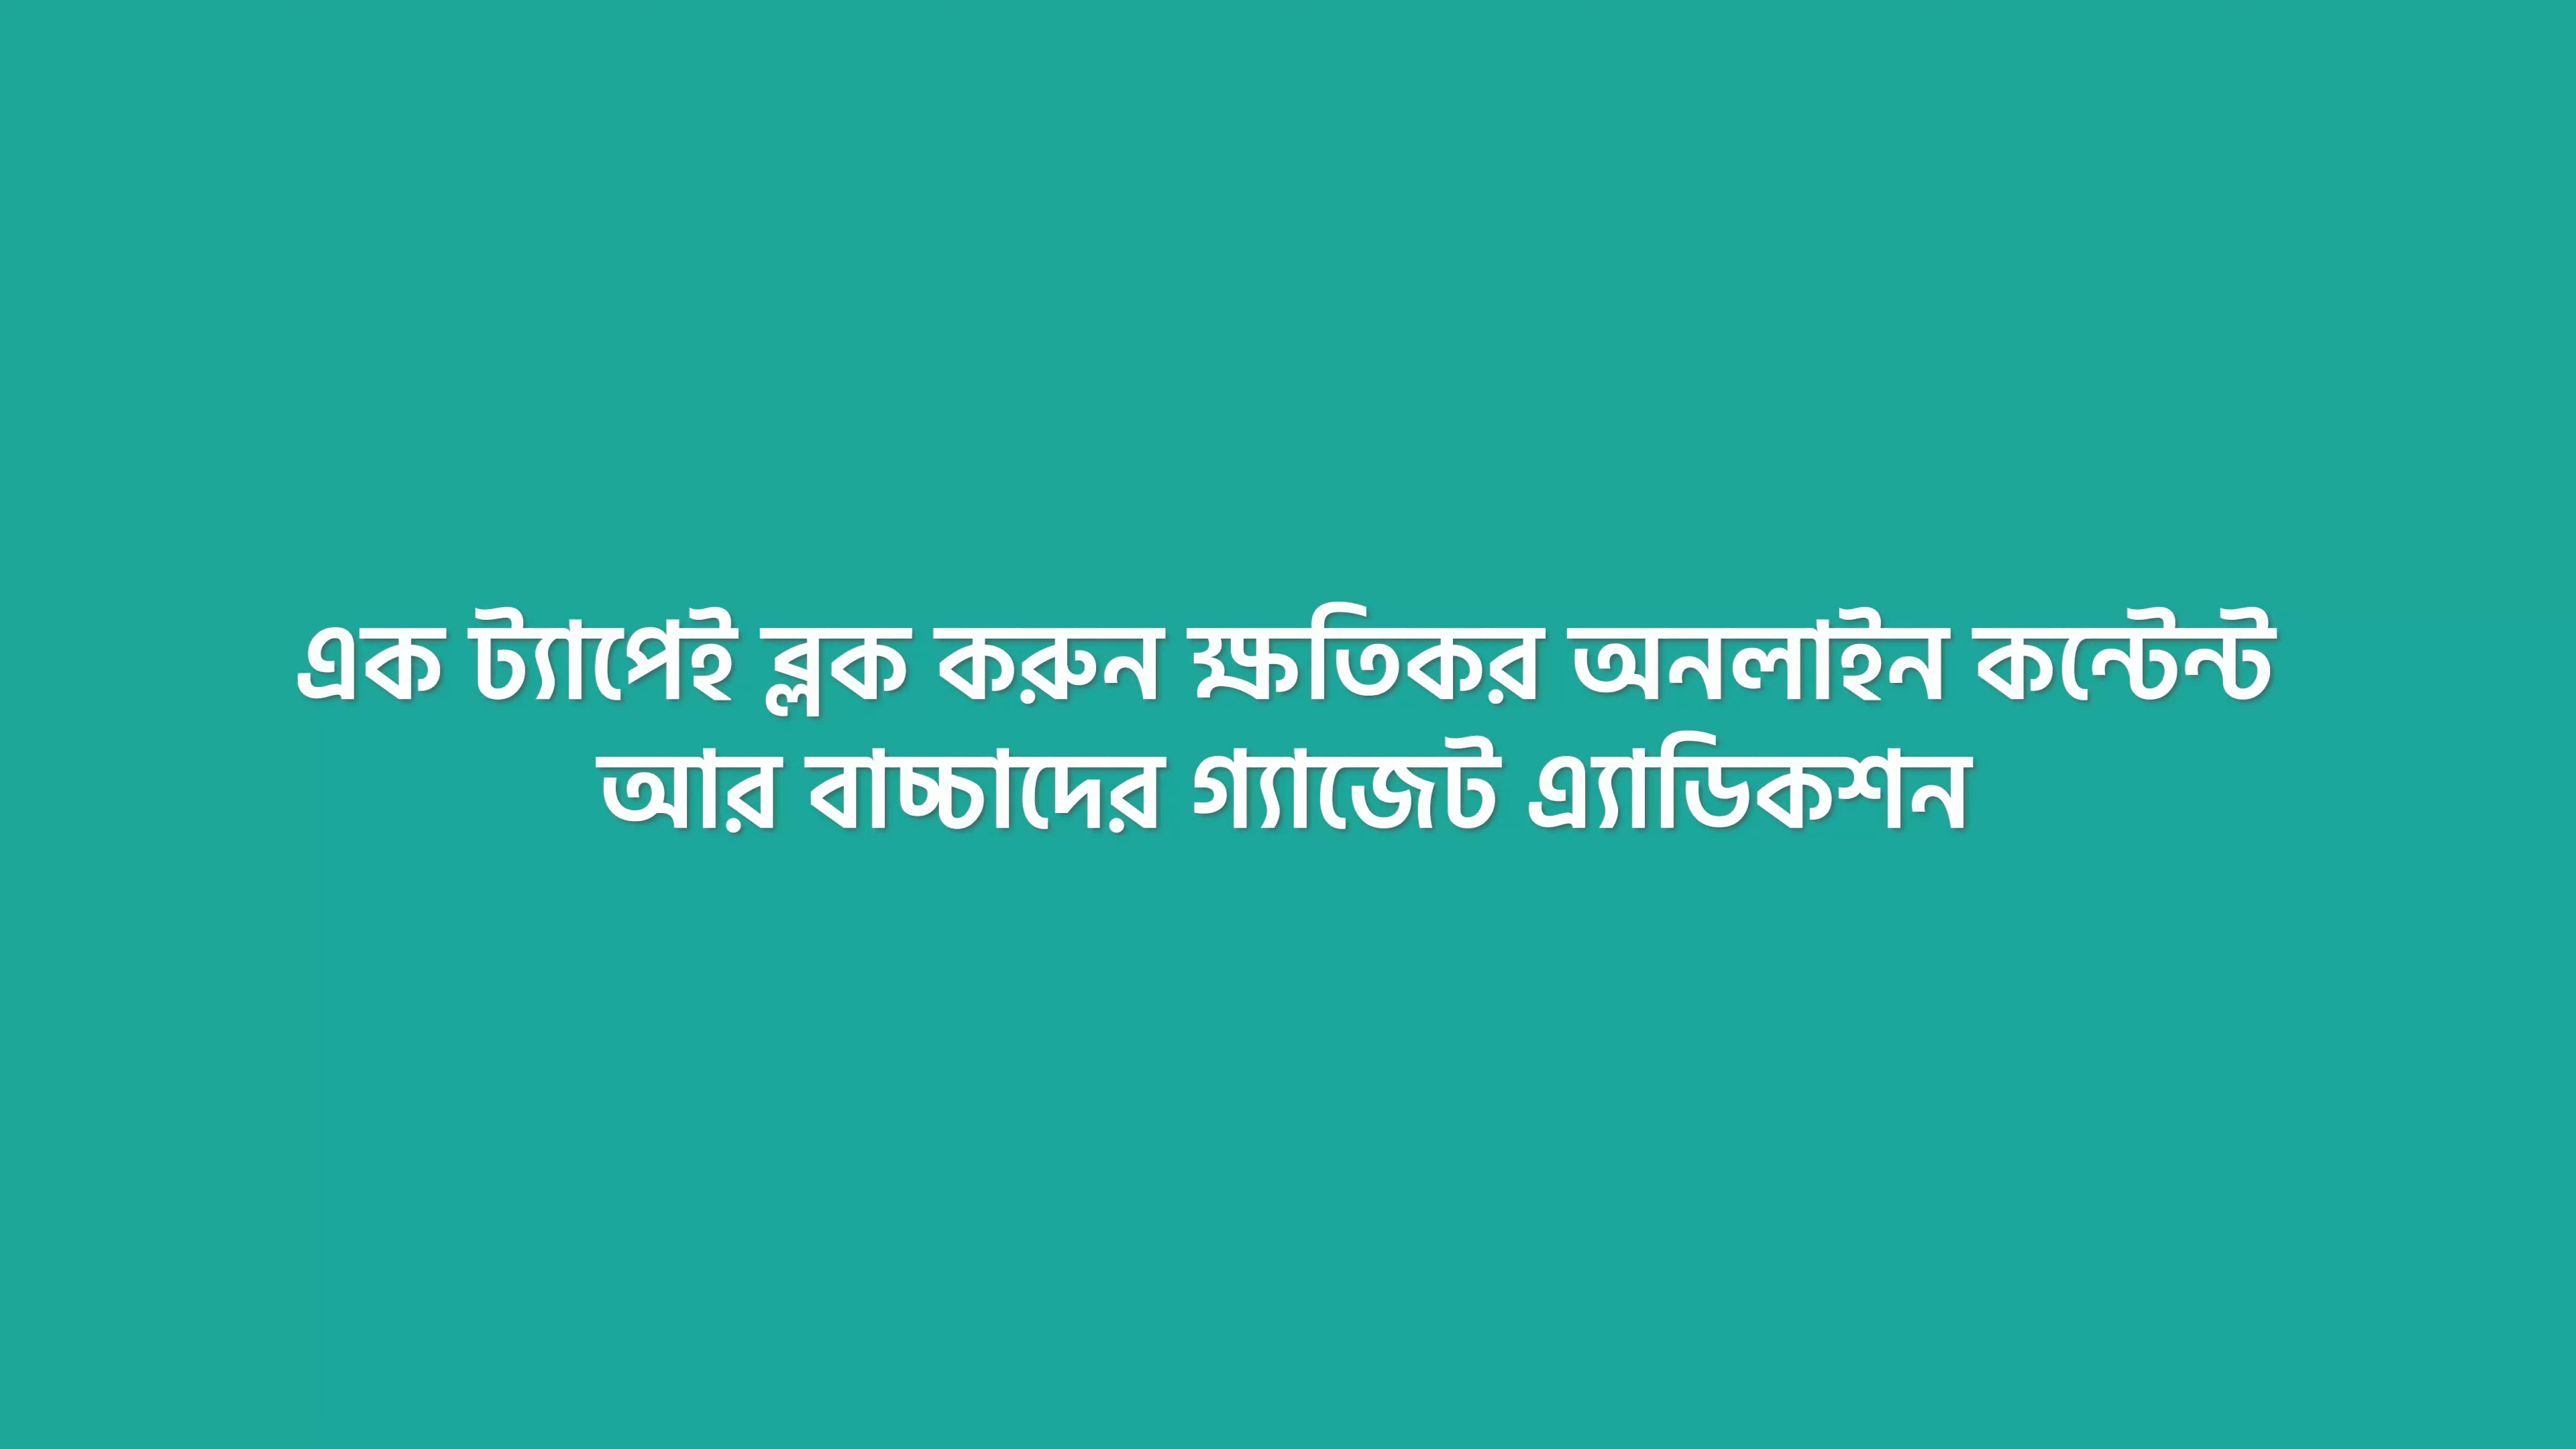 এক ট্যাপেই ব্লক করুন ক্ষতিকর অনলাইন কন্টেন্ট
আর বাচ্চাদের গ্যাজেট এ্যাডিকশন